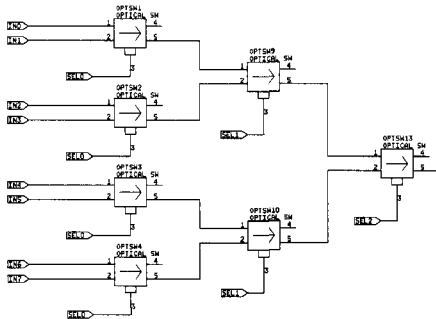 OPTSW1
OPTICAL SW
IN0 1 4
IN1 2 5
3
SEL0
OPTSW9
OPTICAL SW
1 4
2 5
3
SEL1
OPTSW2
OPTICAL SW
IN2 1 4
IN3 2 5
3
SEL0
OPTSW13
OPTICAL SW
1 4
2 5
3
SEL2
OPTSW3
OPTICAL SW
IN4 1 4
IN5 2 5
3
SEL0
OPTSW10
OPTICAL SW
1 4
2 5
3
SEL1
OPTSW4
OPTICAL SW
IN6 1 4
IN7 2 5
3
SEL0